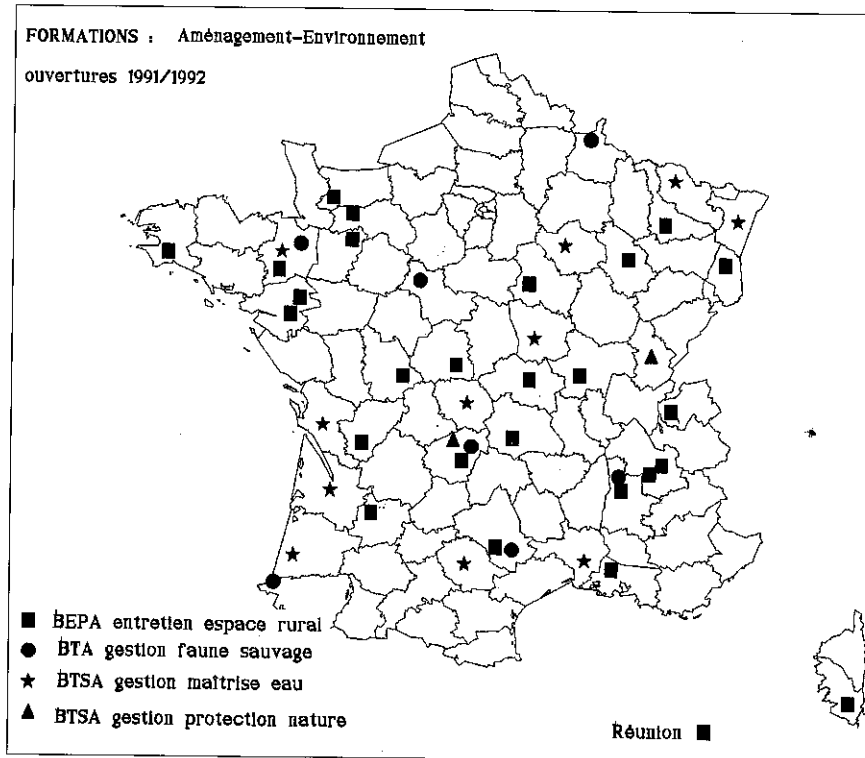 FORMATIONS : Aménagement-Environnement
ouvertures 1991/1992
BEPA entretien espace rural
BTA gestion faune sauvage
BTSA gestion maîtrise eau
BTSA gestion protection nature
Réunion